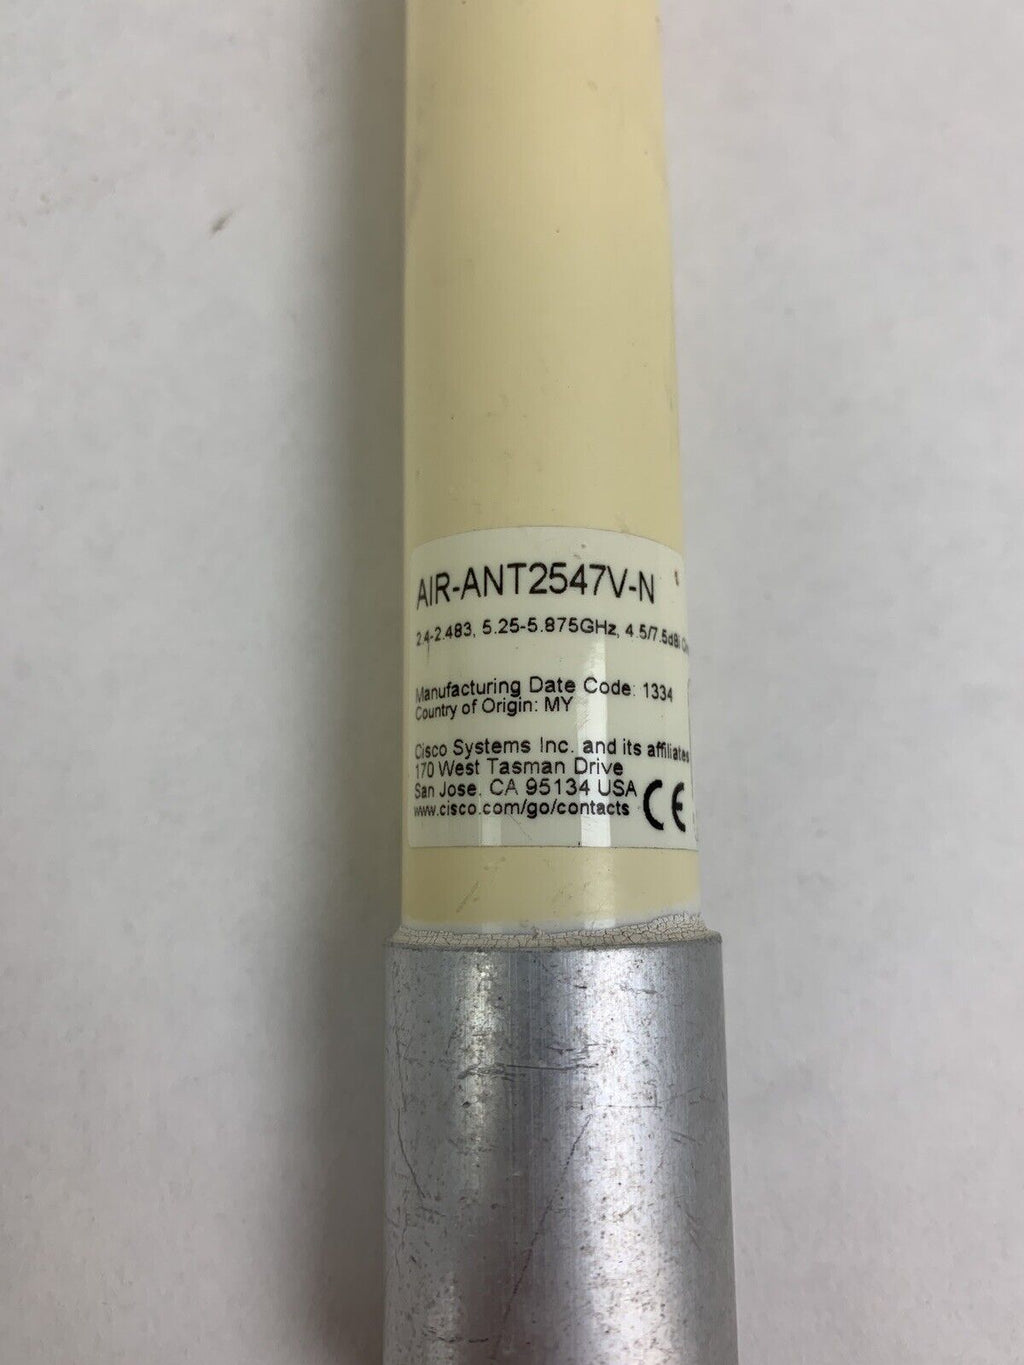 AIR-ANT2547V-N
2.4-2.483, 5.25-5.875GHz, 4.5/7.5dBi
Manufacturing Date Code: 1334
Country of Origin: MY
Cisco Systems Inc. and its affiliates
170 West Tasman Drive
San Jose, CA 95134 USA
www.cisco.com/go/contacts
CE